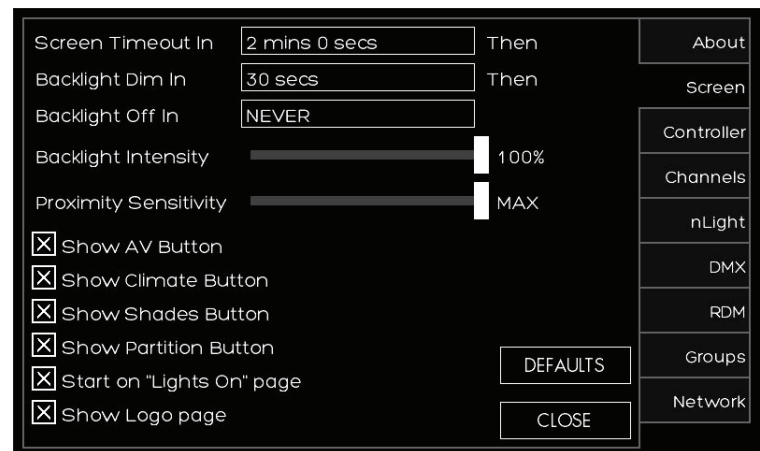 Screen Timeout In 2 mins 0 secs Then
Backlight Dim In 30 secs Then
Backlight Off In NEVER
Backlight Intensity 100%
Proximity Sensitivity MAX
Show AV Button
Show Climate Button
Show Shades Button
Show Partition Button
Start on "Lights On" page
Show Logo page
DEFAULTS
CLOSE
About
Screen
Controller
Channels
nLight
DMX
RDM
Groups
Network